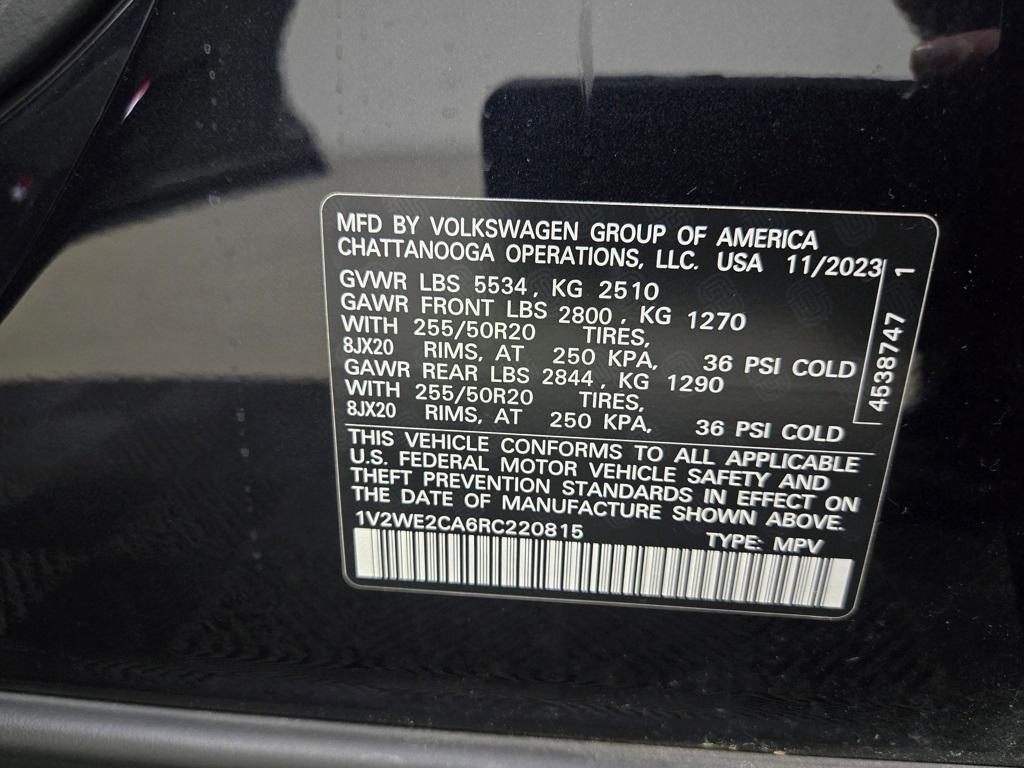 MFD BY VOLKSWAGEN GROUP OF AMERICA
CHATTANOOGA OPERATIONS, LLC. USA 11/2023
GVWR LBS 5534, KG 2510
GAWR FRONT LBS 2800, KG 1270
WITH 255/50R20 TIRES,
8JX20 RIMS, AT 250 KPA, 36 PSI COLD
GAWR REAR LBS 2844, KG 1290
WITH 255/50R20 TIRES,
8JX20 RIMS, AT 250 KPA, 36 PSI COLD
4538747 1
THIS VEHICLE CONFORMS TO ALL APPLICABLE
U.S. FEDERAL MOTOR VEHICLE SAFETY AND
THEFT PREVENTION STANDARDS IN EFFECT ON
THE DATE OF MANUFACTURE SHOWN ABOVE.
1V2WE2CA6RC220815 TYPE: MPV